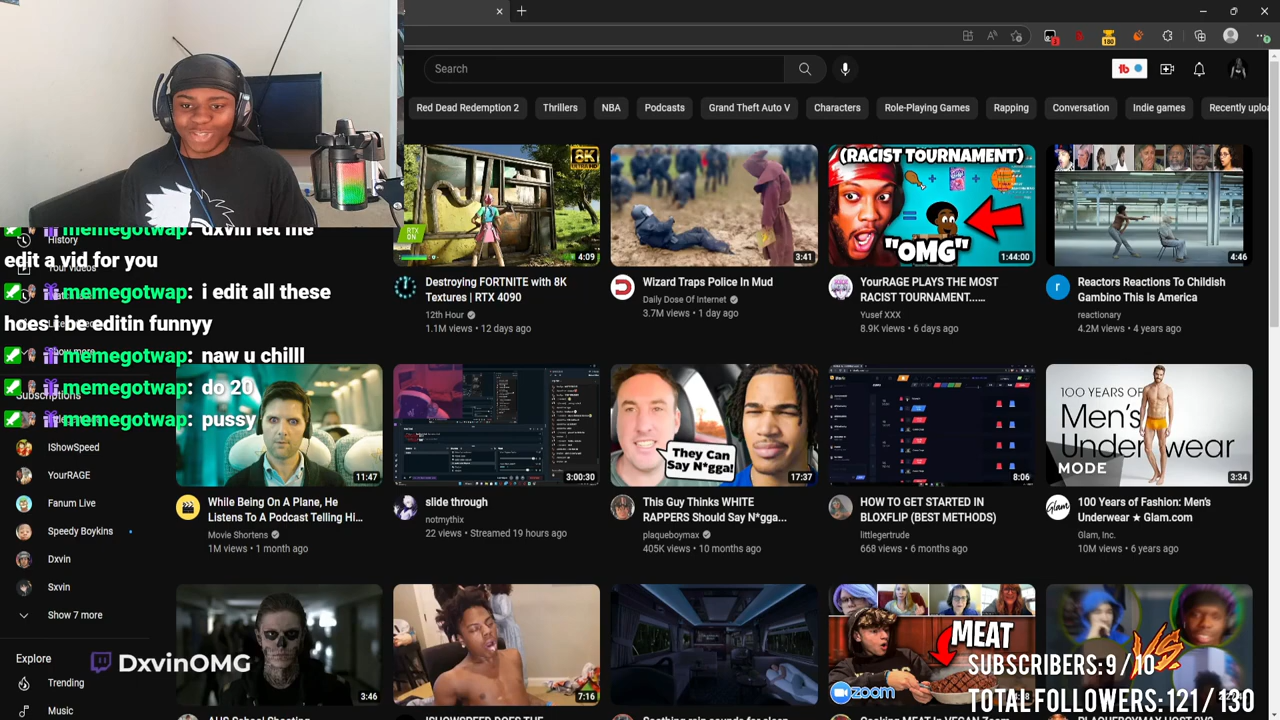 Search
Red Dead Redemption 2
Thrillers
NBA
Podcasts
Grand Theft Auto V
Characters
Role-Playing Games
Rapping
Conversation
Indie games
Recently uplo
History
memegotwap: dxvin let me
edit a vid for you
memegotwap: i edit all these
hoes i be editin funnyy
memegotwap: naw u chilll
memegotwap: do 20
memegotwap: pussy
Subscriptions
IShowSpeed
YourRAGE
Fanum Live
Speedy Boykins
Dxvin
Sxvin
Show 7 more
Explore
Trending
Music
DxvinOMG
8K
RTX ON
4:09
Destroying FORTNITE with 8K
Textures | RTX 4090
12th Hour
1.1M views • 12 days ago
3:41
Wizard Traps Police In Mud
Daily Dose Of Internet
3.7M views • 1 day ago
(RACIST TOURNAMENT)
"OMG"
1:44:00
YourRAGE PLAYS THE MOST
RACIST TOURNAMENT......
Yusef XXX
8.9K views • 6 days ago
4:46
Reactors Reactions To Childish
Gambino This Is America
reactionary
4.2M views • 4 years ago
11:47
While Being On A Plane, He
Listens To A Podcast Telling Hi...
Movie Shortens
1M views • 1 month ago
3:00:30
slide through
notmythix
22 views • Streamed 19 hours ago
They Can
Say N*gga!
17:37
This Guy Thinks WHITE
RAPPERS Should Say N*gga...
plaqueboymax
405K views • 10 months ago
8:06
HOW TO GET STARTED IN
BLOXFLIP (BEST METHODS)
littlegertrude
668 views • 6 months ago
100 YEARS OF
Men's
Underwear
MODE
3:34
100 Years of Fashion: Men's
Underwear ★ Glam.com
Glam, Inc.
10M views • 6 years ago
3:46
7:16
MEAT
zoom
VS
SUBSCRIBERS: 9 / 10
TOTAL FOLLOWERS: 121 / 130